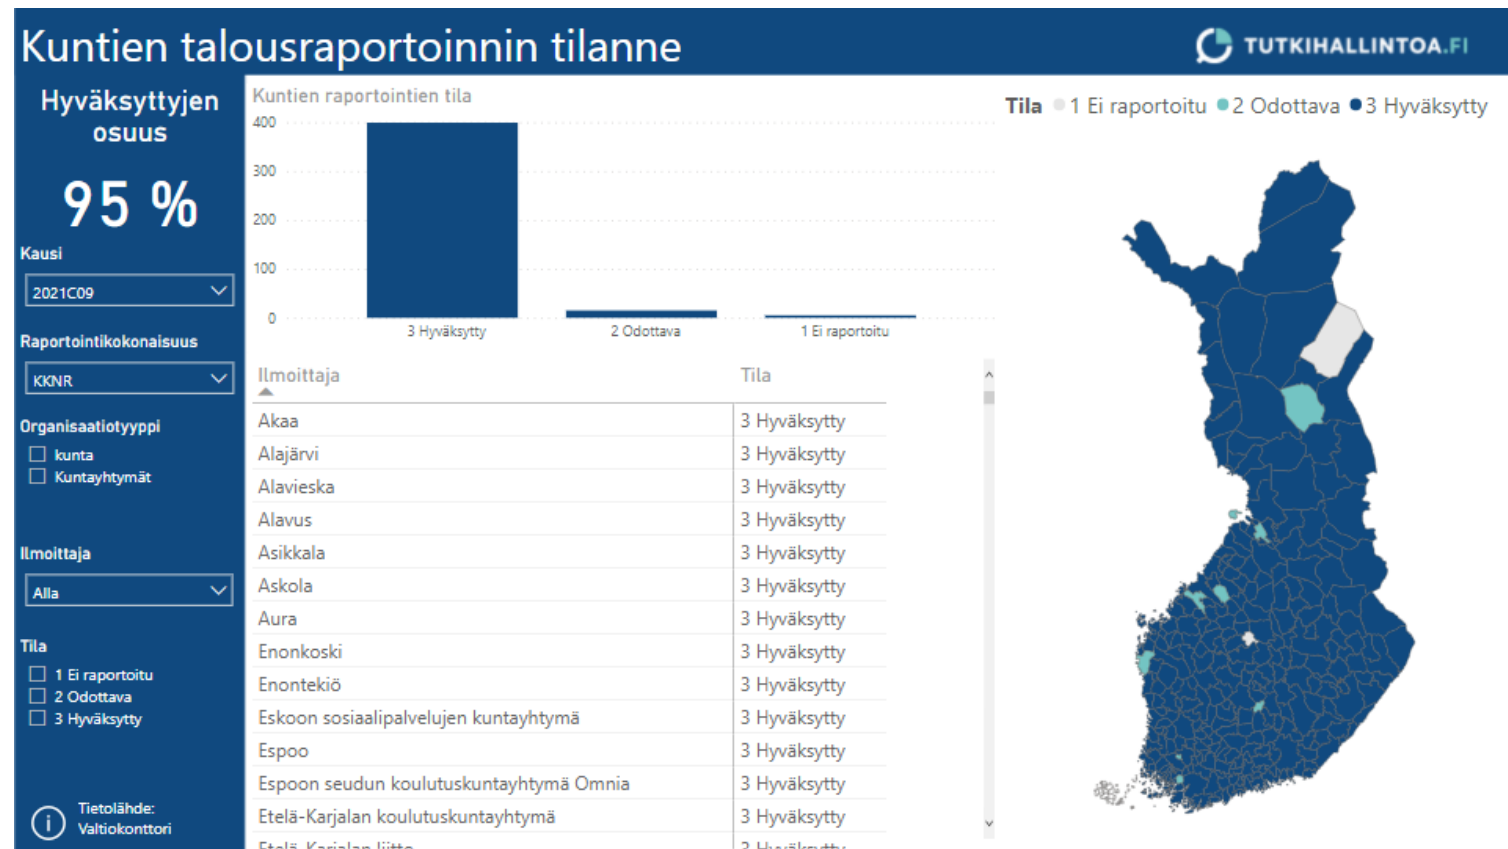 Kuntien talousraportoinnin tilanne
TUTKIHALLINTOA.FI
Hyväksyttyjen
osuus
95 %
Kausi
2021C09
Raportointikokonaisuus
KKNR
Organisaatiotyyppi
kunta
Kuntayhtymät
Ilmoittaja
Alla
Tila
1 Ei raportoitu
2 Odottava
3 Hyväksytty
Tietolähde:
Valtiokonttori
Kuntien raportointien tila
400
300
200
100
0
3 Hyväksytty 2 Odottava 1 Ei raportoitu
Ilmoittaja Tila
Akaa 3 Hyväksytty
Alajärvi 3 Hyväksytty
Alavieska 3 Hyväksytty
Alavus 3 Hyväksytty
Asikkala 3 Hyväksytty
Askola 3 Hyväksytty
Aura 3 Hyväksytty
Enonkoski 3 Hyväksytty
Enontekiö 3 Hyväksytty
Eskoon sosiaalipalvelujen kuntayhtymä 3 Hyväksytty
Espoo 3 Hyväksytty
Espoon seudun koulutuskuntayhtymä Omnia 3 Hyväksytty
Etelä-Karjalan koulutuskuntayhtymä 3 Hyväksytty
Etelä-Karjalan liitto 3 Hyväksytty
Tila 1 Ei raportoitu 2 Odottava 3 Hyväksytty